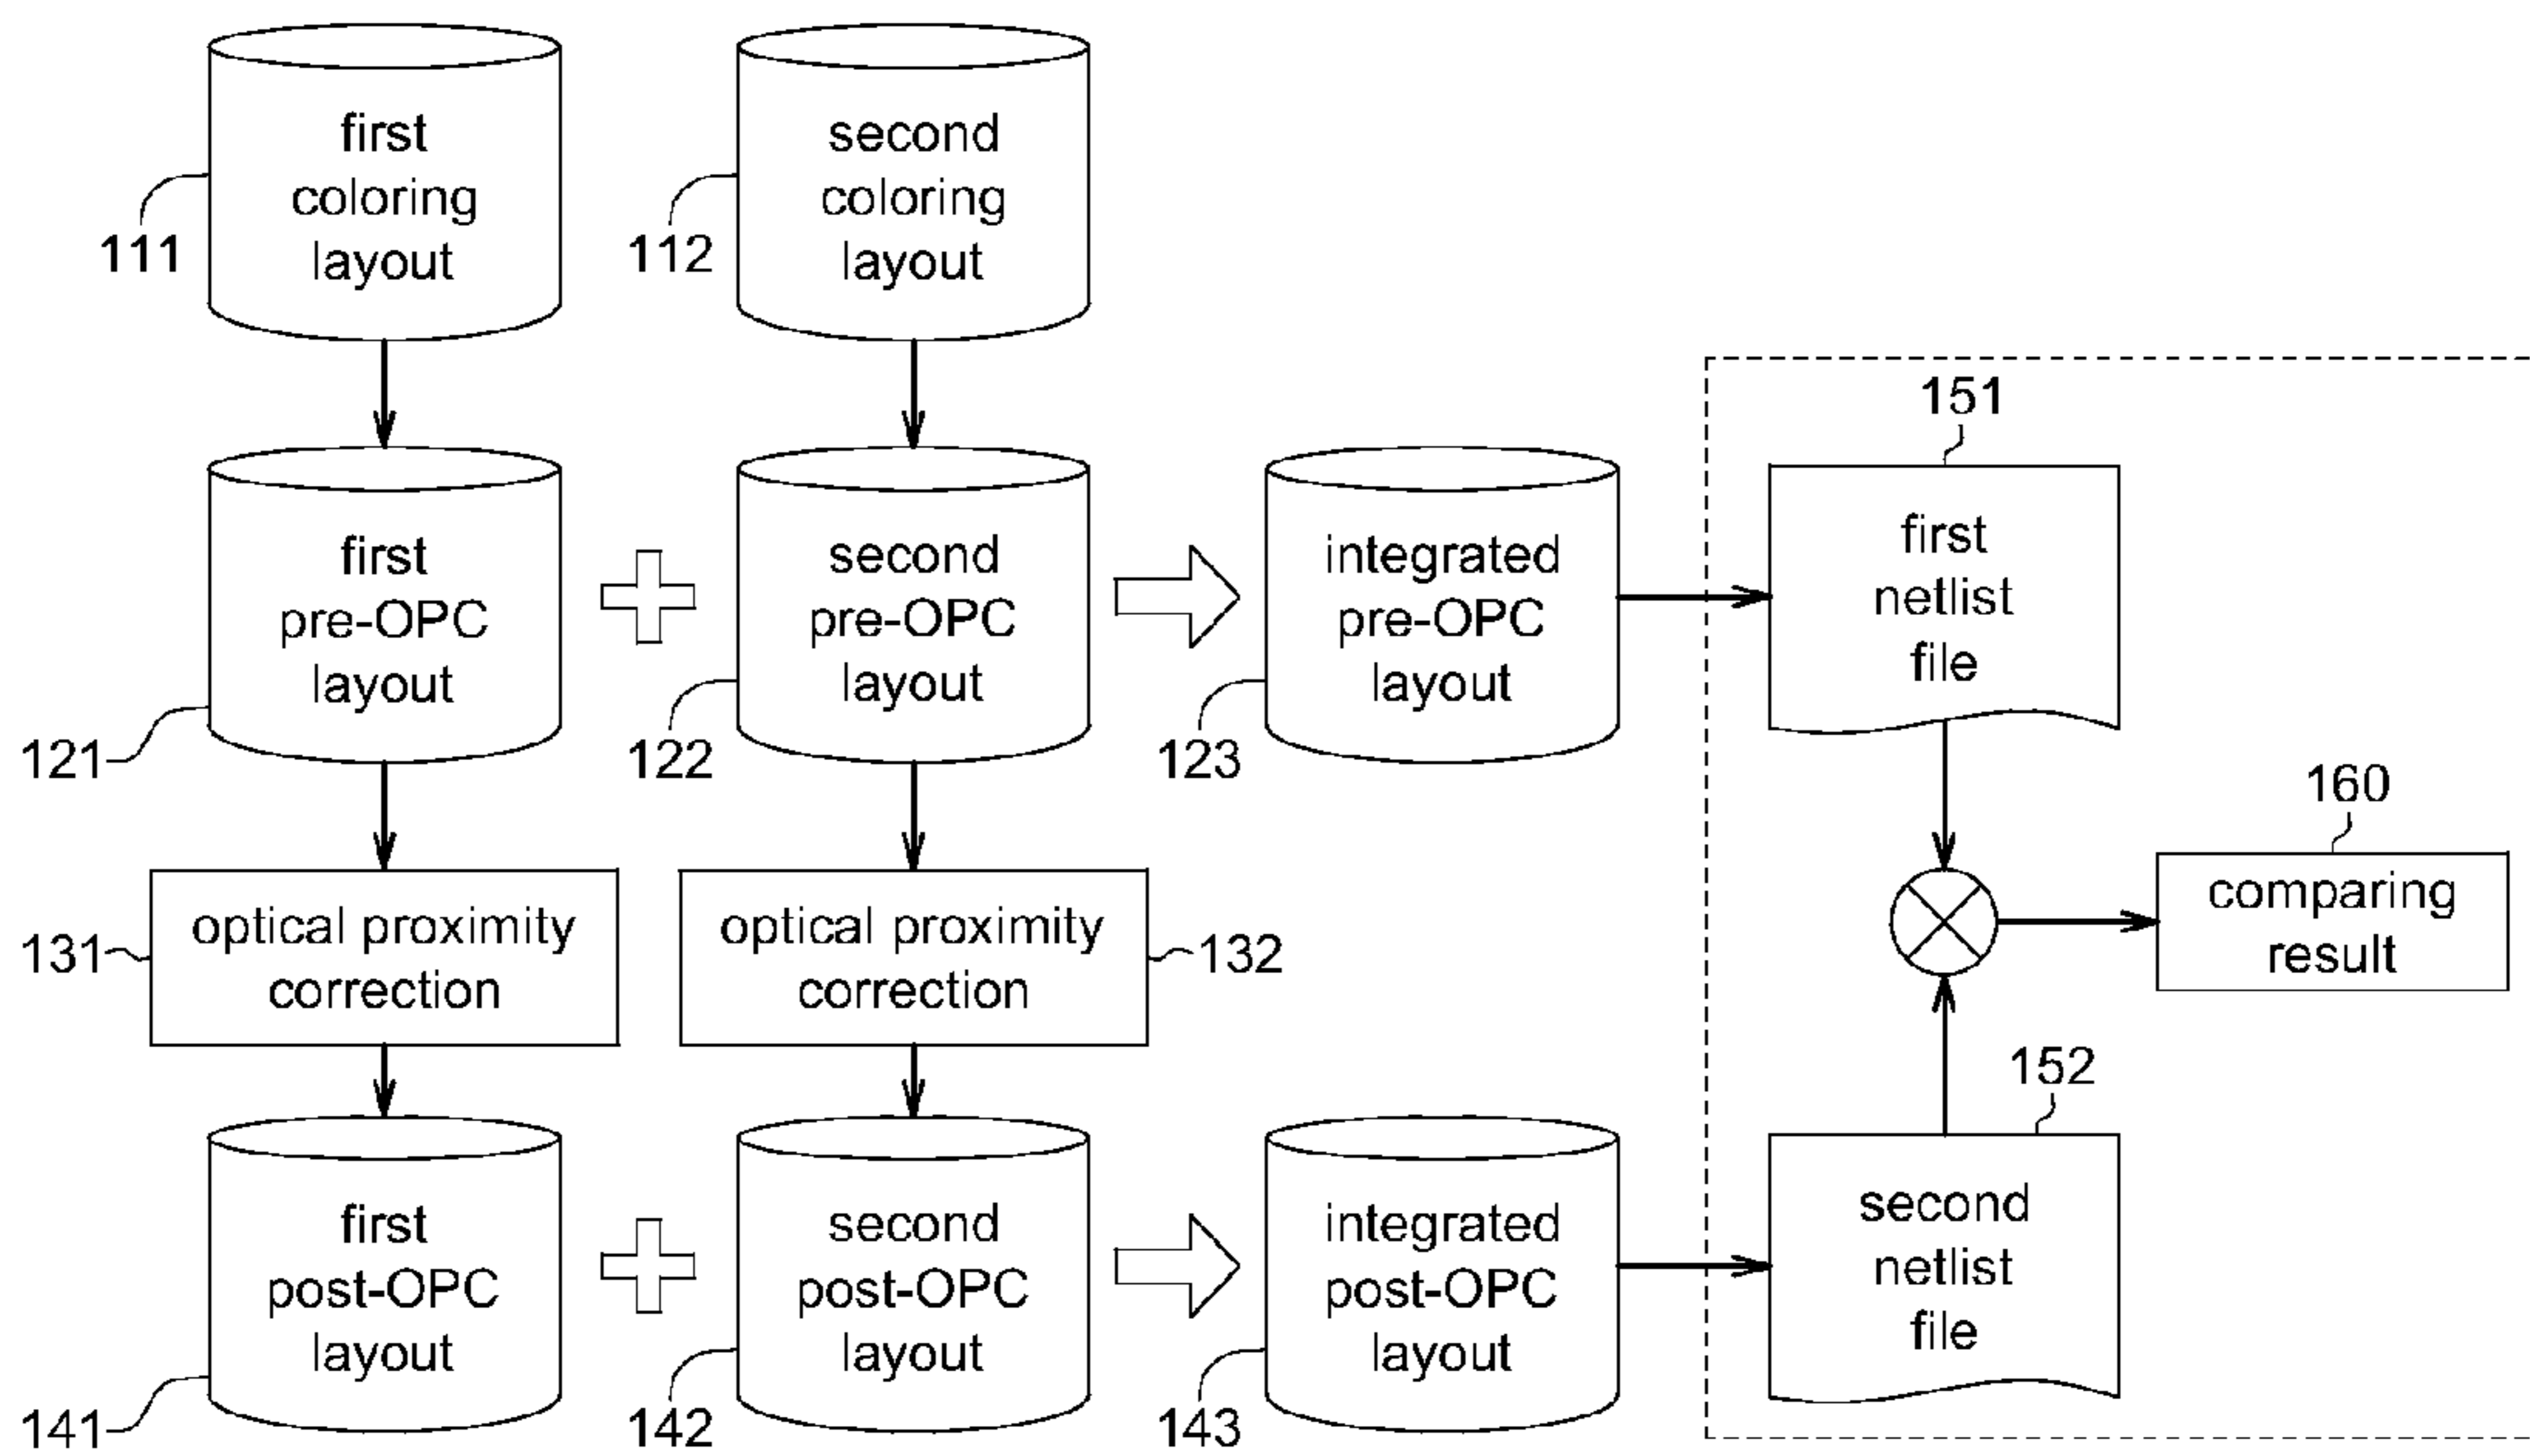 first
coloring
layout
111
second
coloring
layout
112
first
pre-OPC
layout
121
second
pre-OPC
layout
122
integrated
pre-OPC
layout
123
151
first
netlist
file
160
comparing
result
optical proximity
correction
131
optical proximity
correction
132
152
second
netlist
file
first
post-OPC
layout
141
second
post-OPC
layout
142
integrated
post-OPC
layout
143